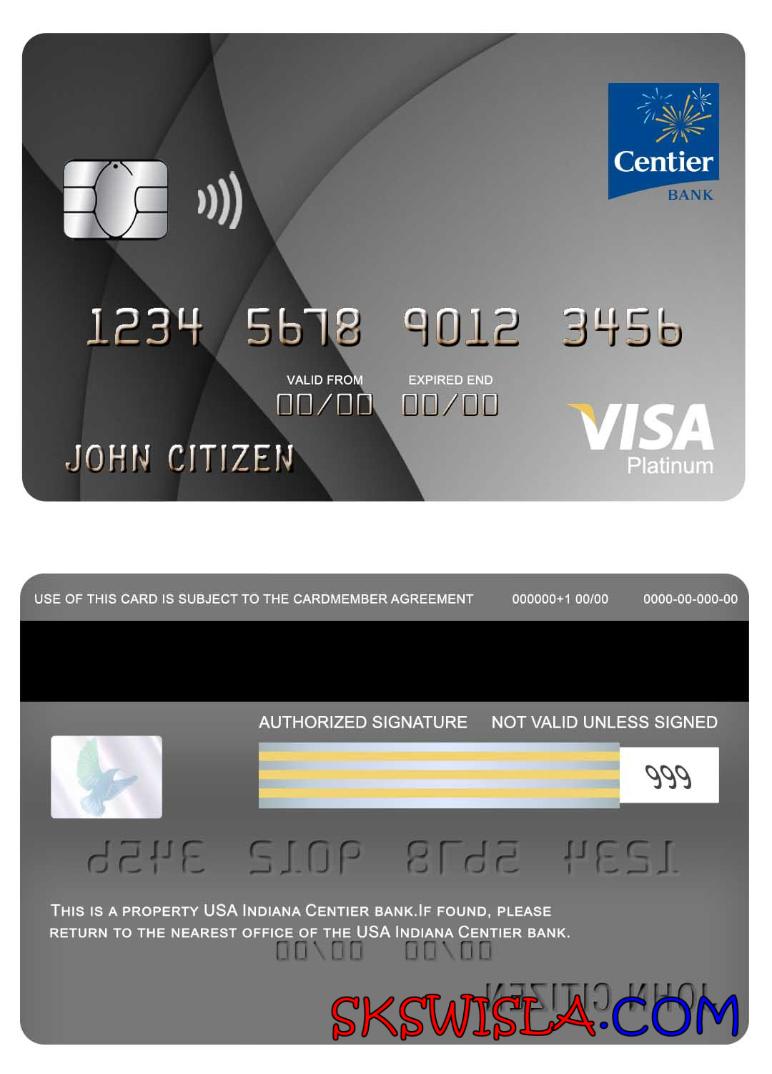 Centier
BANK
1234 5678 9012 3456
VALID FROM EXPIRED END
00/00 00/00
JOHN CITIZEN
VISA
Platinum
USE OF THIS CARD IS SUBJECT TO THE CARDMEMBER AGREEMENT 000000+1 00/00 0000-00-000-00
AUTHORIZED SIGNATURE NOT VALID UNLESS SIGNED
999
1234 5678 9012 3456
THIS IS A PROPERTY USA INDIANA CENTIER BANK.IF FOUND, PLEASE
RETURN TO THE NEAREST OFFICE OF THE USA INDIANA CENTIER BANK.
00/00 00/00
JOHN CITIZEN
SKSWISLA.COM